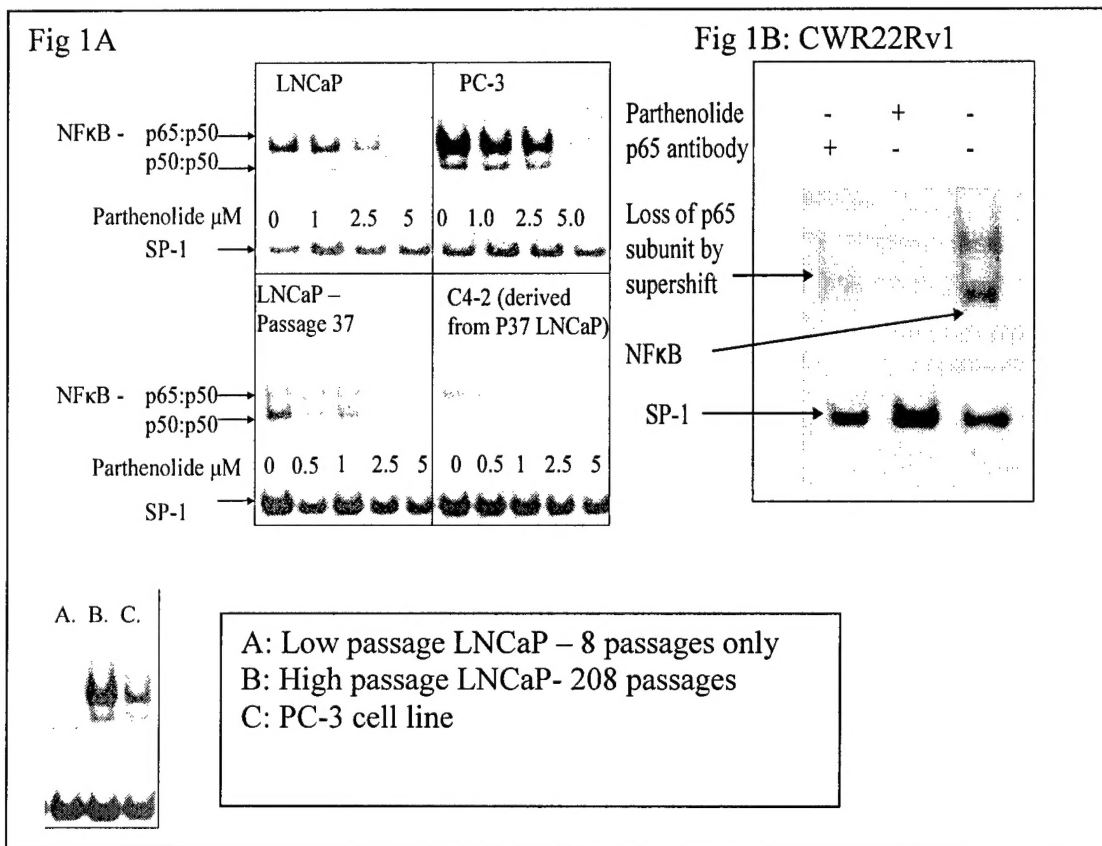 Fig 1A
Fig 1B: CWR22Rv1
LNCaP
PC-3
NFκB - p65:p50
p50:p50
Parthenolide μM
0 1 2.5 5
0 1.0 2.5 5.0
SP-1
LNCaP –
Passage 37
C4-2 (derived
from P37 LNCaP)
NFκB - p65:p50
p50:p50
Parthenolide μM
0 0.5 1 2.5 5
0 0.5 1 2.5 5
SP-1
Parthenolide - + -
p65 antibody + - -
Loss of p65
subunit by
supershift
NFκB
SP-1
A. B. C.
A: Low passage LNCaP – 8 passages only
B: High passage LNCaP- 208 passages
C: PC-3 cell line